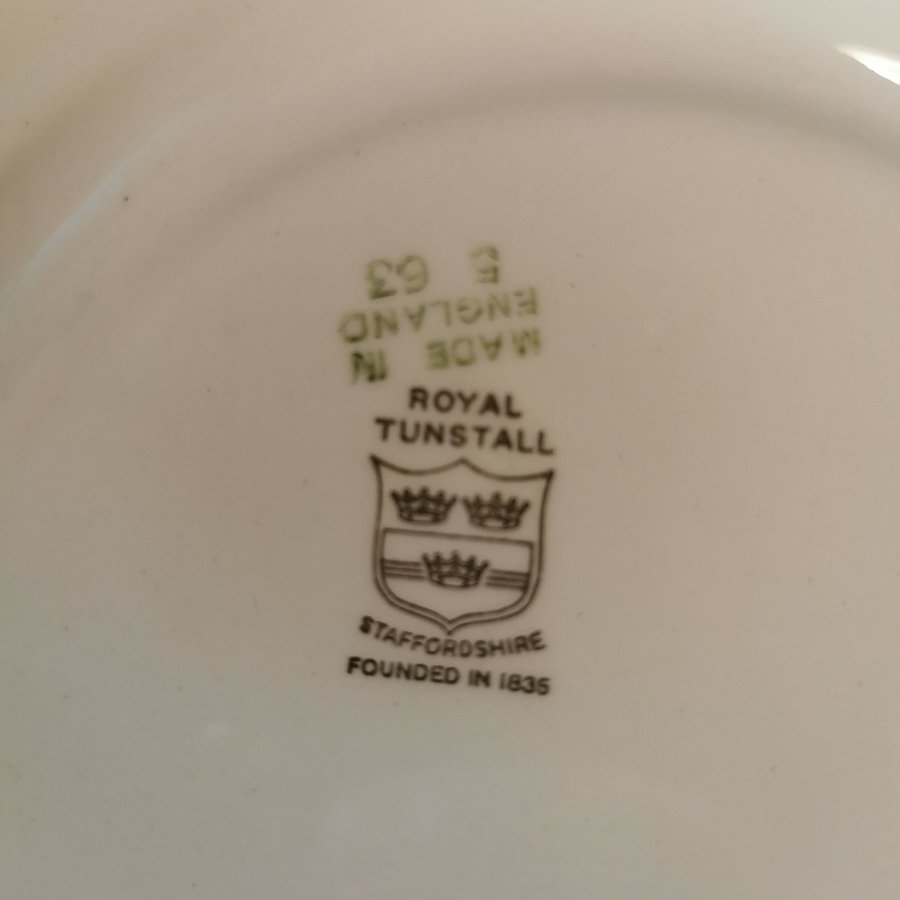 MADE IN
ENGLAND
5 63
ROYAL
TUNSTALL
STAFFORDSHIRE
FOUNDED IN 1835